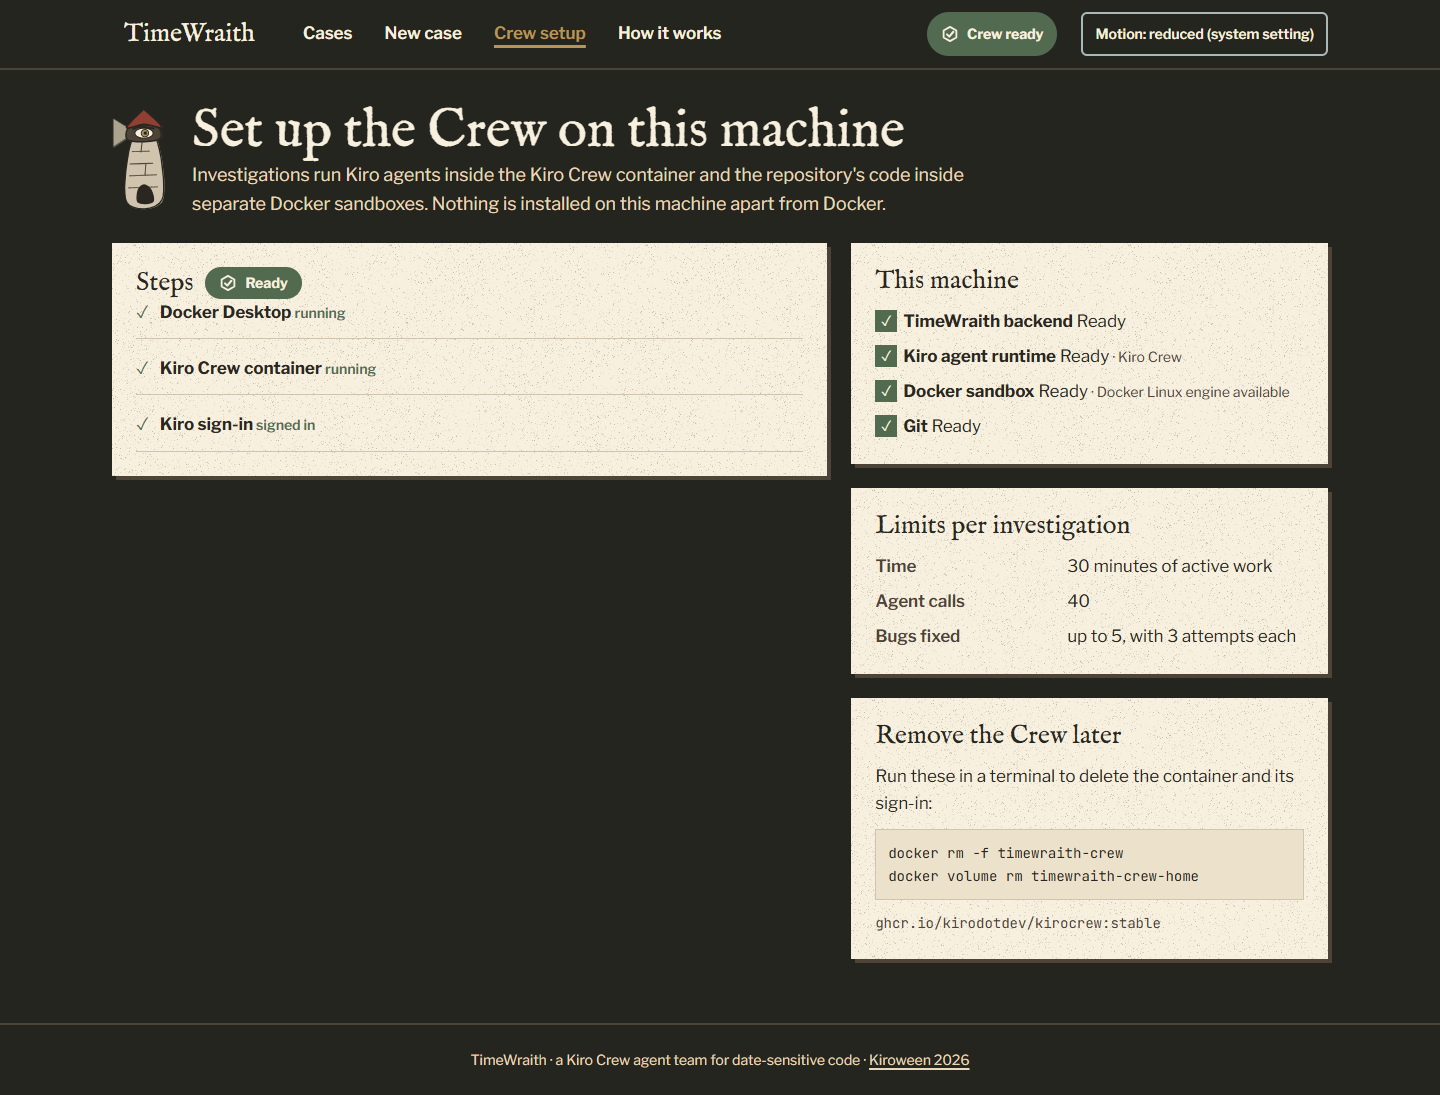 TimeWraith
Cases
New case
Crew setup
How it works
Crew ready
Motion: reduced (system setting)
Set up the Crew on this machine
Investigations run Kiro agents inside the Kiro Crew container and the repository's code inside
separate Docker sandboxes. Nothing is installed on this machine apart from Docker.
Steps
Ready
✓ Docker Desktop running
✓ Kiro Crew container running
✓ Kiro sign-in signed in
This machine
✓ TimeWraith backend Ready
✓ Kiro agent runtime Ready · Kiro Crew
✓ Docker sandbox Ready · Docker Linux engine available
✓ Git Ready
Limits per investigation
Time 30 minutes of active work
Agent calls 40
Bugs fixed up to 5, with 3 attempts each
Remove the Crew later
Run these in a terminal to delete the container and its
sign-in:
docker rm -f timewraith-crew
docker volume rm timewraith-crew-home
ghcr.io/kirodotdev/kirocrew:stable
TimeWraith · a Kiro Crew agent team for date-sensitive code · Kiroween 2026